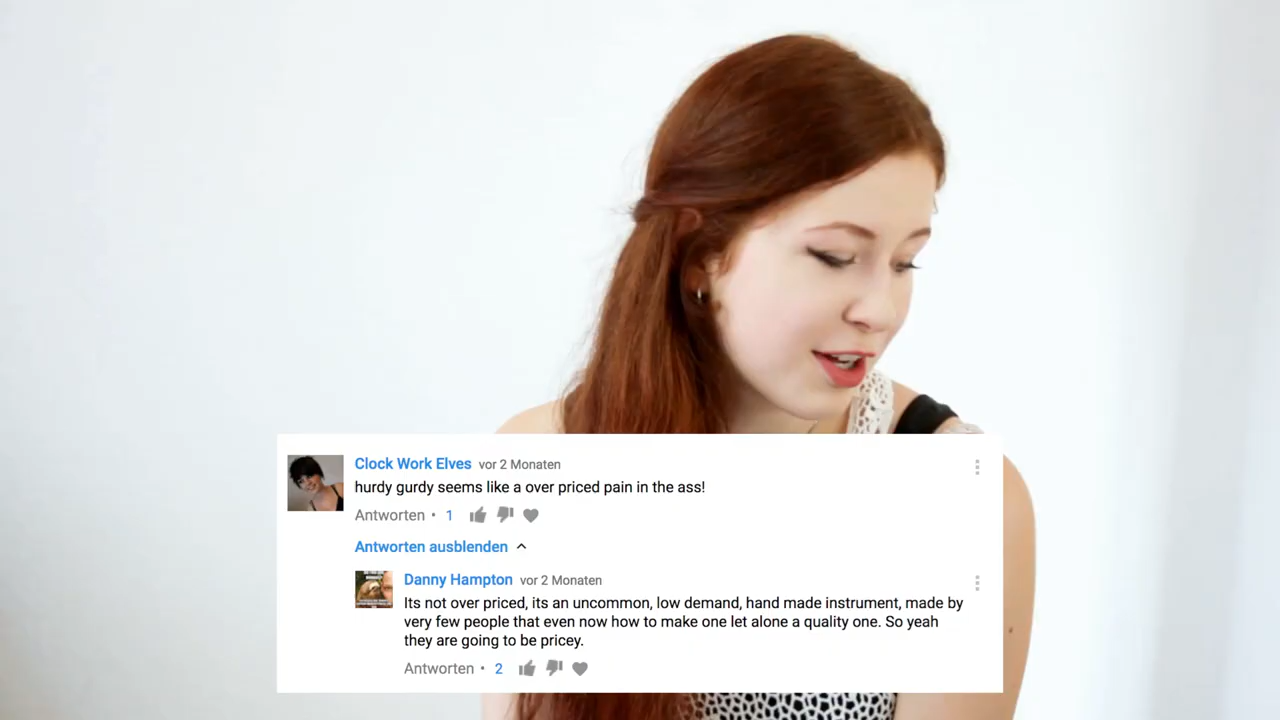 Clock Work Elves vor 2 Monaten
hurdy gurdy seems like a over priced pain in the ass!
Antworten • 1
Antworten ausblenden
Danny Hampton vor 2 Monaten
Its not over priced, its an uncommon, low demand, hand made instrument, made by
very few people that even now how to make one let alone a quality one. So yeah
they are going to be pricey.
Antworten • 2